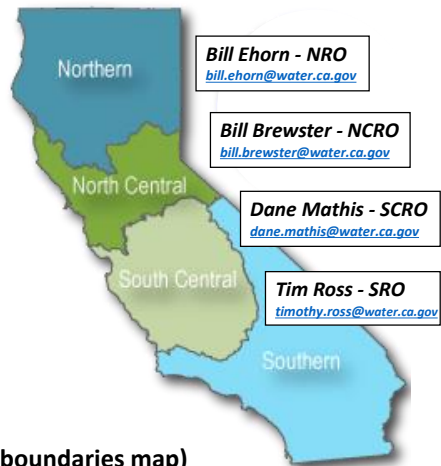 Northern
Bill Ehorn - NRO
bill.ehorn@water.ca.gov
Bill Brewster - NCRO
bill.brewster@water.ca.gov
North Central
Dane Mathis - SCRO
dane.mathis@water.ca.gov
South Central
Tim Ross - SRO
timothy.ross@water.ca.gov
Southern
boundaries map)